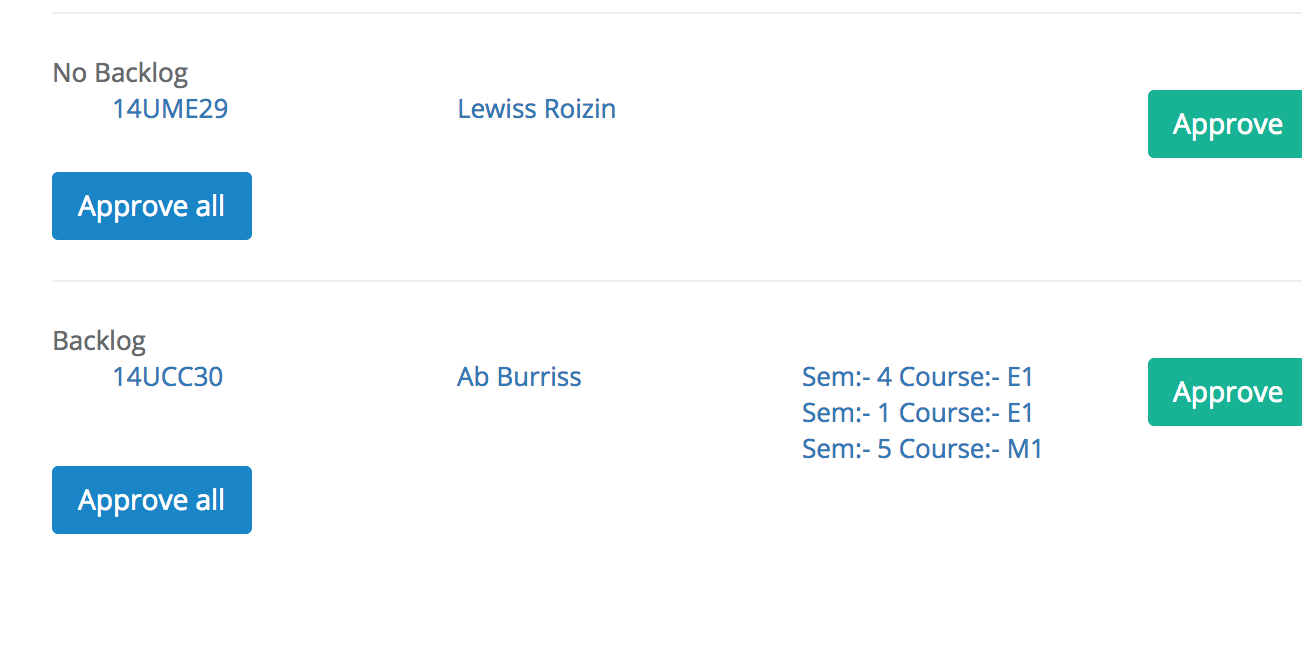 No Backlog
14UME29 Lewiss Roizin Approve
Approve all
Backlog
14UCC30 Ab Burriss Sem:- 4 Course:- E1 Approve
Sem:- 1 Course:- E1
Sem:- 5 Course:- M1
Approve all